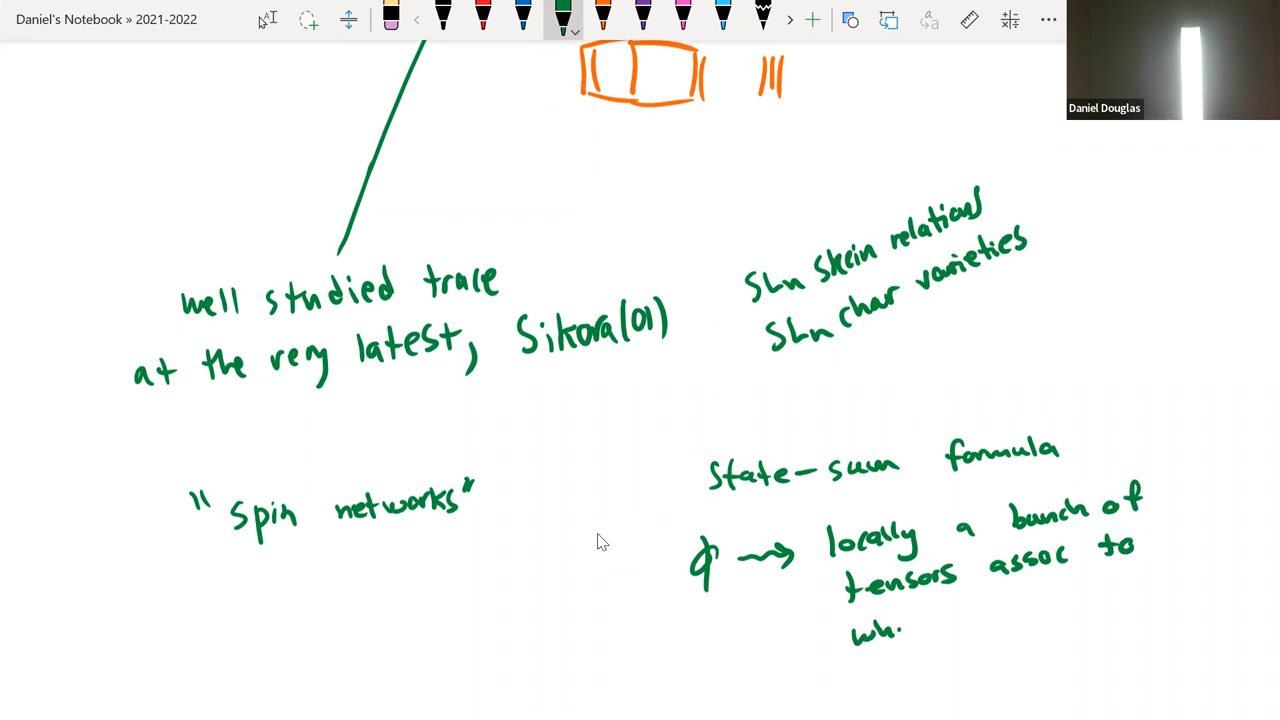 Daniel's Notebook » 2021-2022
Daniel Douglas
well studied trace
at the very latest, Sikora(01)
SLn skein relations
SLn char varieties
"spin networks"
state-sum formula
ϕ ⇝ locally a bunch of
tensors assoc to
wh.